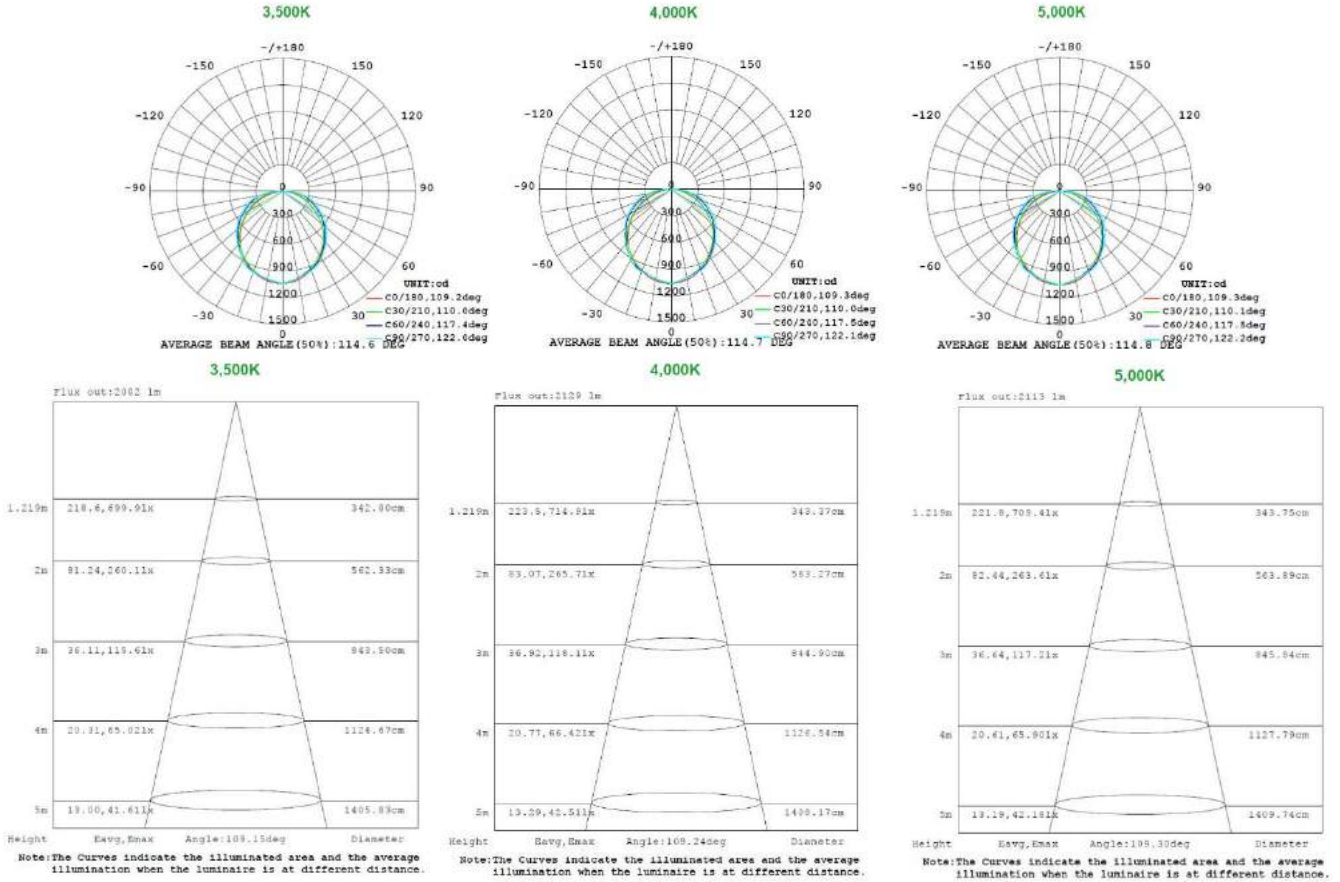 3,500K
4,000K
5,000K
-/+180
-150
150
-120
120
-90
90
-60
60
-30
30
0
0
300
600
900
1200
1500
UNIT:cd
C0/180,109.2deg
C30/210,110.0deg
C60/240,117.4deg
C90/270,122.4deg
AVERAGE BEAM ANGLE(50%):114.6 DEG
-/+180
-150
150
-120
120
-90
90
-60
60
-30
30
0
0
300
600
900
1200
1500
UNIT:cd
C0/180,109.3deg
C30/210,110.0deg
C60/240,117.5deg
C90/270,122.1deg
AVERAGE BEAM ANGLE(50%):114.7 DEG
-/+180
-150
150
-120
120
-90
90
-60
60
-30
30
0
0
300
600
900
1200
1500
UNIT:cd
C0/180,109.3deg
C30/210,110.1deg
C60/240,117.5deg
C90/270,122.2deg
AVERAGE BEAM ANGLE(50%):114.8 DEG
3,500K
Flux out:2082 lm
1.219m 218.6,699.9lx 342.80cm
2m 81.24,260.1lx 562.33cm
3m 36.11,115.6lx 843.50cm
4m 20.31,65.02lx 1124.67cm
5m 13.00,41.61lx 1405.83cm
Height Eavg,Emax Angle:109.15deg Diameter
Note:The Curves indicate the illuminated area and the average
illumination when the luminaire is at different distance.
4,000K
Flux out:2129 lm
1.219m 223.5,714.9lx 343.37cm
2m 83.07,265.7lx 563.27cm
3m 36.92,118.1lx 844.90cm
4m 20.77,66.42lx 1126.54cm
5m 13.29,42.51lx 1408.17cm
Height Eavg,Emax Angle:109.24deg Diameter
Note:The Curves indicate the illuminated area and the average
illumination when the luminaire is at different distance.
5,000K
Flux out:2113 lm
1.219m 221.8,709.4lx 343.75cm
2m 82.44,263.6lx 563.89cm
3m 36.64,117.2lx 845.84cm
4m 20.61,65.90lx 1127.79cm
5m 13.19,42.18lx 1409.74cm
Height Eavg,Emax Angle:109.30deg Diameter
Note:The Curves indicate the illuminated area and the average
illumination when the luminaire is at different distance.